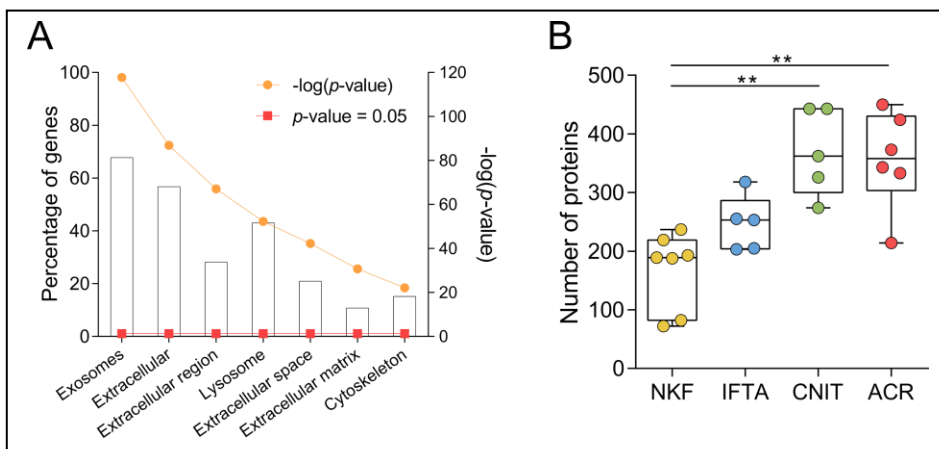 A
Percentage of genes
100
80
60
40
20
0
120
100
80
60
40
20
0
-log(p-value)
-log(p-value)
p-value = 0.05
Exosomes
Extracellular
Extracellular region
Lysosome
Extracellular space
Extracellular matrix
Cytoskeleton
B
Number of proteins
500
400
300
200
100
0
**
**
NKF IFTA CNIT ACR